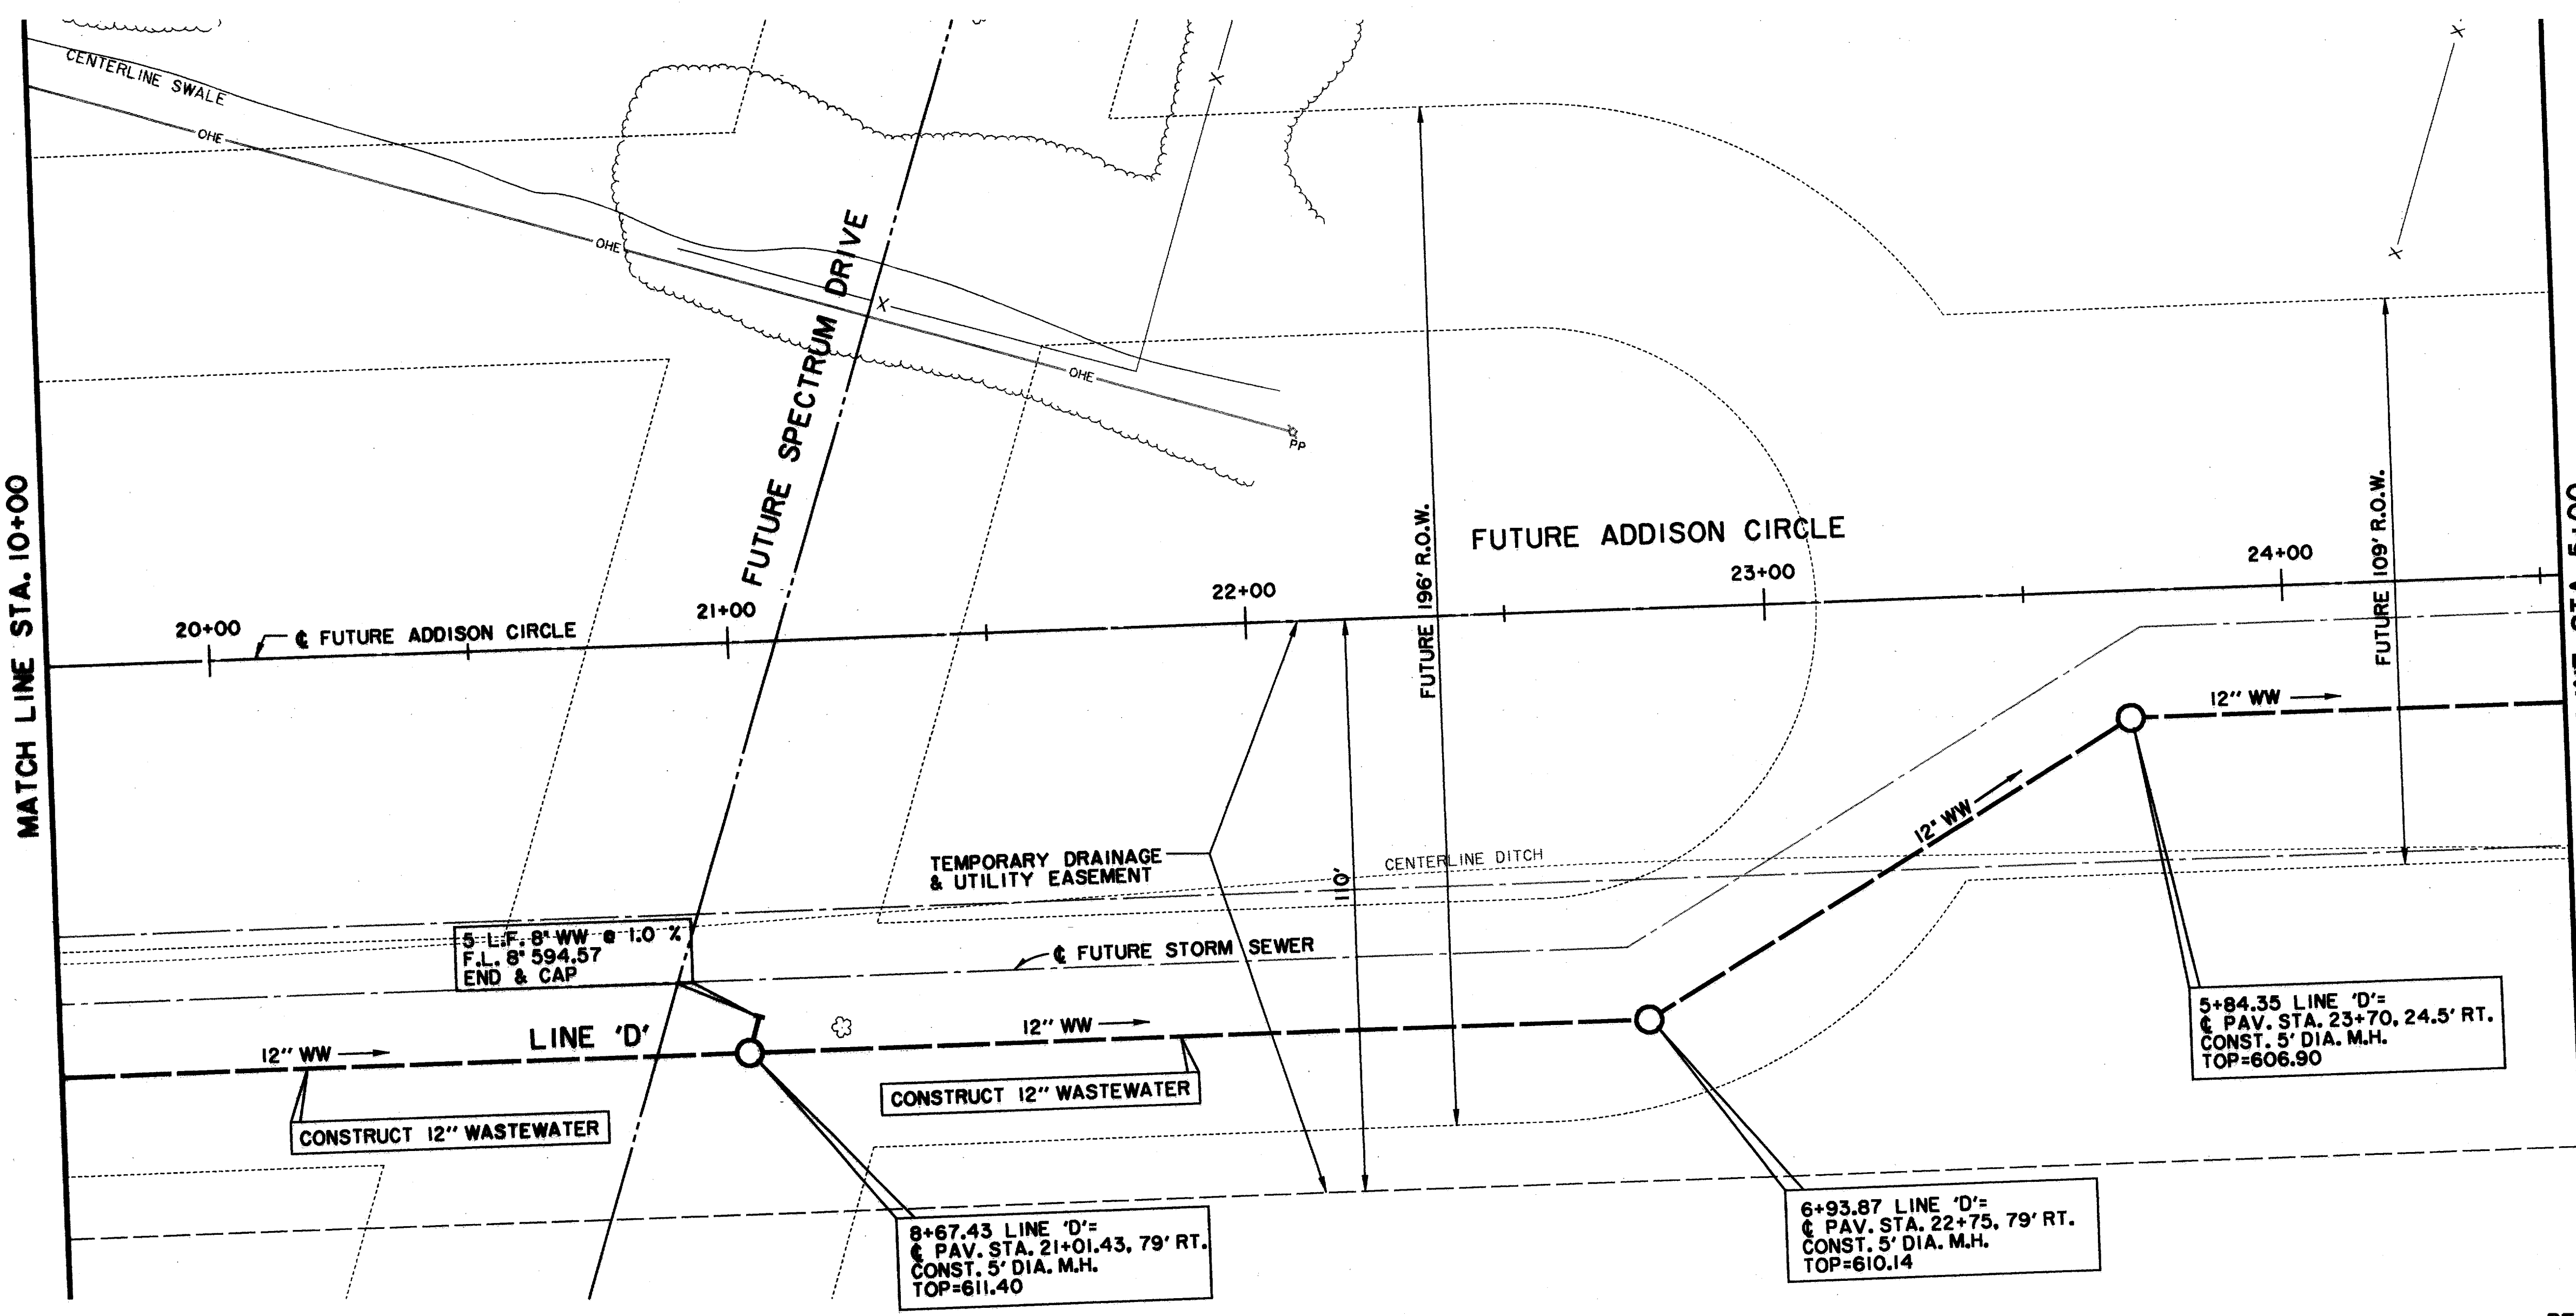 CENTERLINE SWALE
OHE
OHE
OHE
X
X
X
X
PP
FUTURE SPECTRUM DRIVE
MATCH LINE STA. 10+00
FUTURE 196' R.O.W.
FUTURE ADDISON CIRCLE
FUTURE 109' R.O.W.
20+00
21+00
22+00
23+00
24+00
℄ FUTURE ADDISON CIRCLE
12" WW
12" WW
TEMPORARY DRAINAGE
& UTILITY EASEMENT
110'
CENTERLINE DITCH
5 L.F. 8" WW @ 1.0 %
F.L. 8" 594.57
END & CAP
℄ FUTURE STORM SEWER
LINE 'D'
12" WW
12" WW
CONSTRUCT 12" WASTEWATER
CONSTRUCT 12" WASTEWATER
5+84.35 LINE 'D'=
℄ PAV. STA. 23+70, 24.5' RT.
CONST. 5' DIA. M.H.
TOP=606.90
8+67.43 LINE 'D'=
℄ PAV. STA. 21+01.43, 79' RT.
CONST. 5' DIA. M.H.
TOP=611.40
6+93.87 LINE 'D'=
℄ PAV. STA. 22+75, 79' RT.
CONST. 5' DIA. M.H.
TOP=610.14